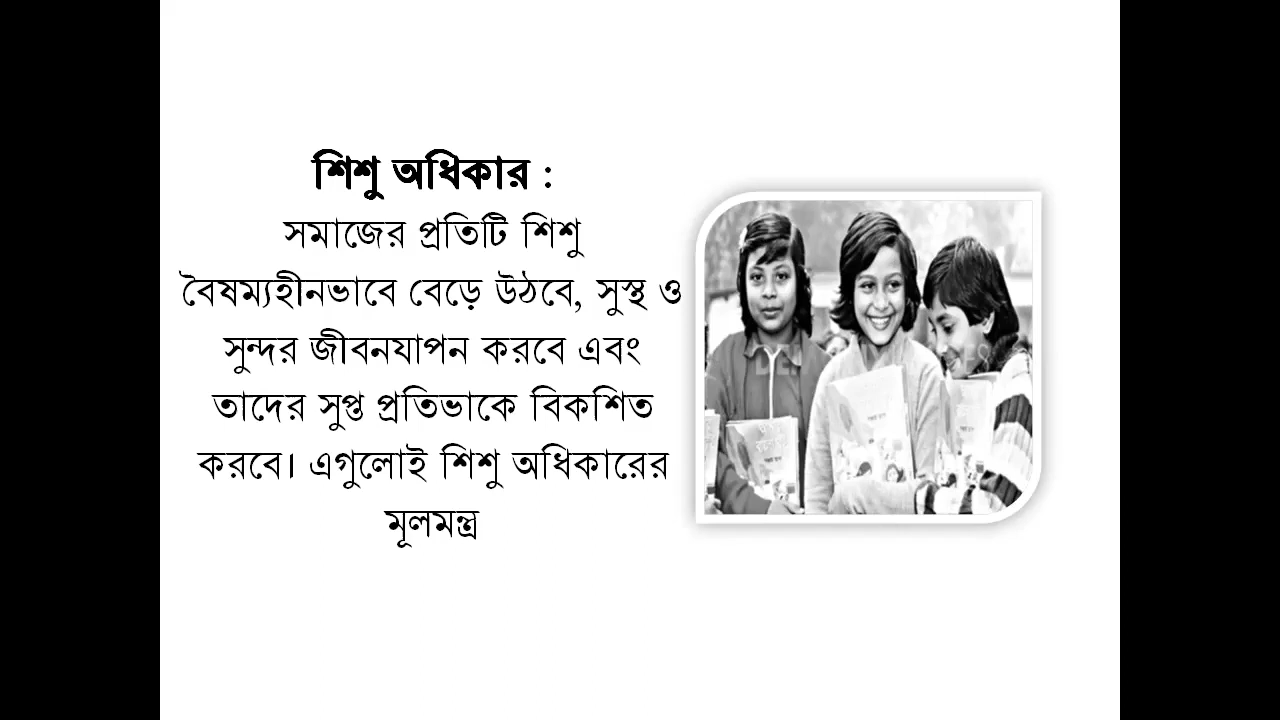 শিশু অধিকার :
সমাজের প্রতিটি শিশু
বৈষম্যহীনভাবে বেড়ে উঠবে, সুস্থ ও
সুন্দর জীবনযাপন করবে এবং
তাদের সুপ্ত প্রতিভাকে বিকশিত
করবে। এগুলোই শিশু অধিকারের
মূলমন্ত্র